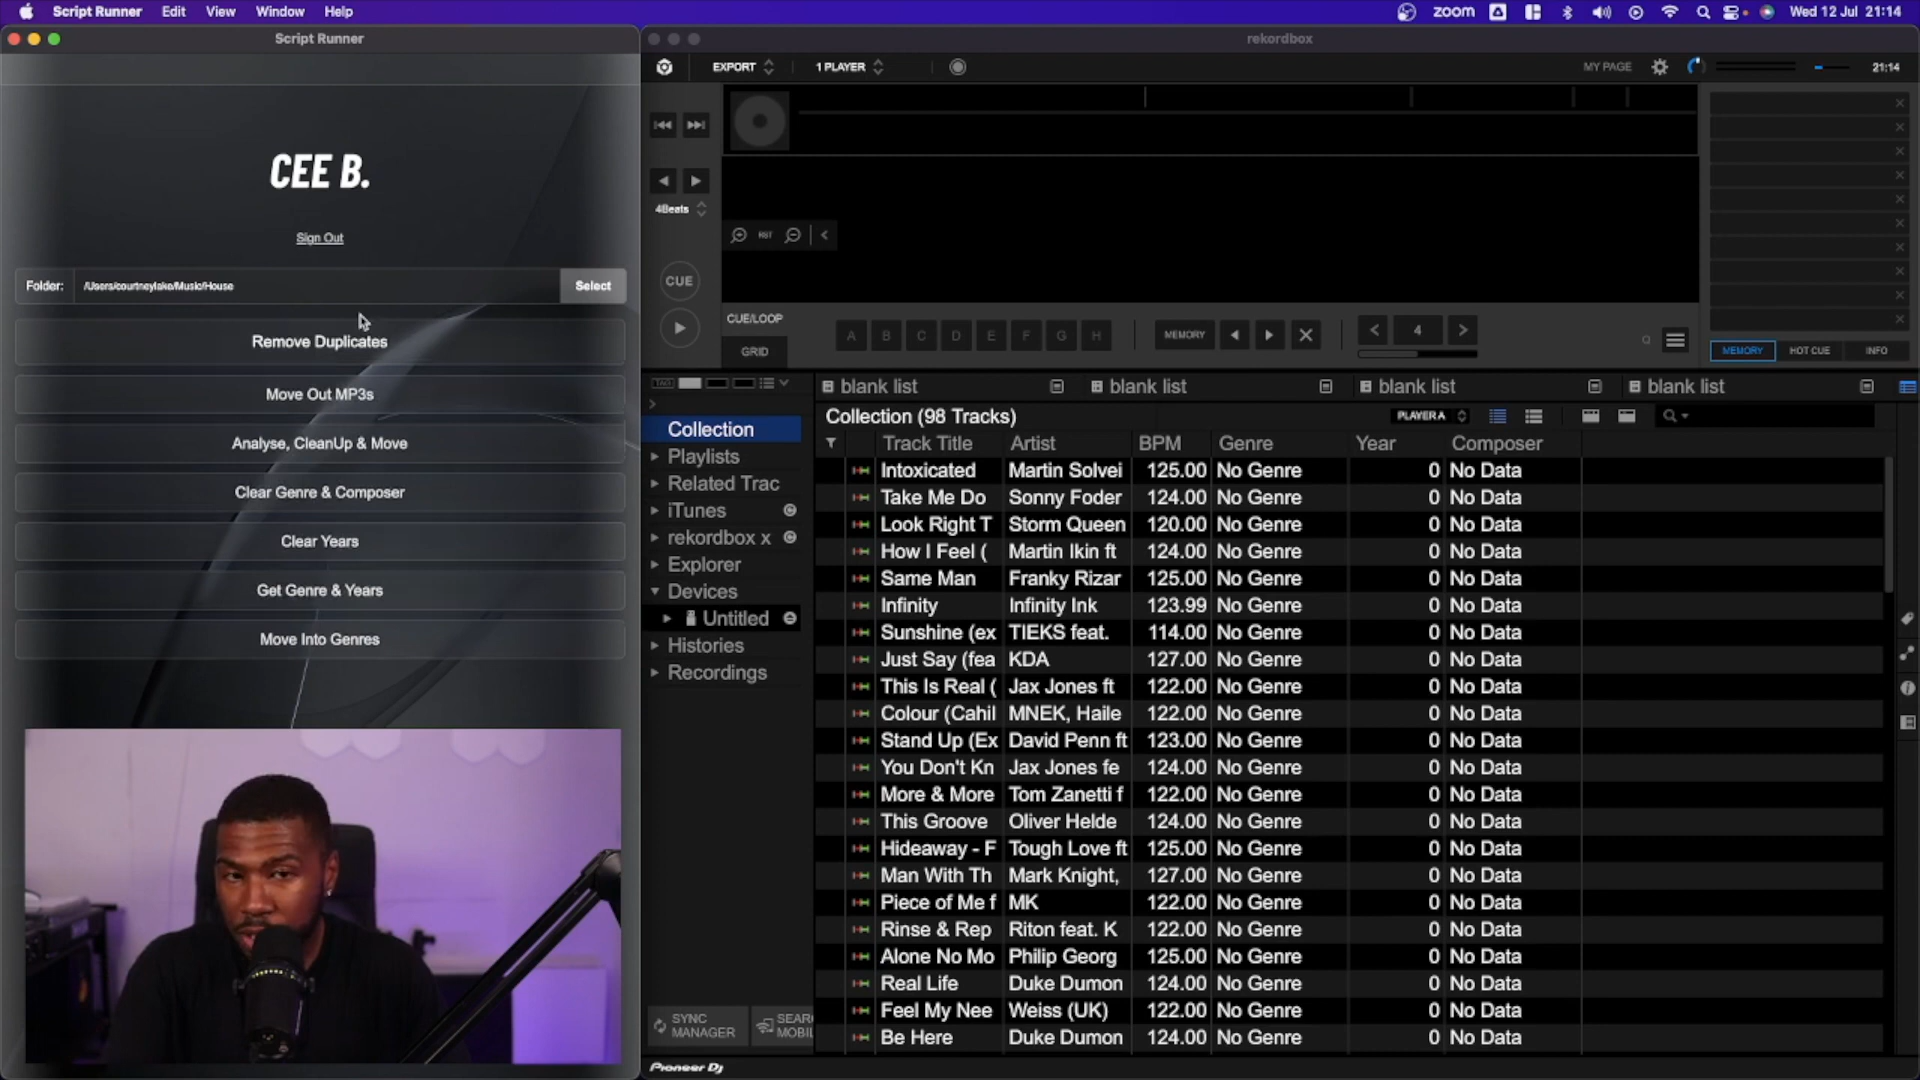 Script Runner Edit View Window Help
zoom Wed 12 Jul 21:14
Script Runner
CEE B.
Sign Out
Folder: /Users/courtneylake/Music/House Select
Remove Duplicates
Move Out MP3s
Analyse, CleanUp & Move
Clear Genre & Composer
Clear Years
Get Genre & Years
Move Into Genres
rekordbox
EXPORT 1 PLAYER MY PAGE 21:14
4Beats
RST
CUE
CUE/LOOP
GRID
A B C D E F G H MEMORY 4
MEMORY HOT CUE INFO
blank list blank list blank list blank list
Collection
Playlists
Related Trac
iTunes
rekordbox x
Explorer
Devices
Untitled
Histories
Recordings
SYNC MANAGER
SEAR MOBIL
Collection (98 Tracks) PLAYER A
Track Title Artist BPM Genre Year Composer
Intoxicated Martin Solvei 125.00 No Genre 0 No Data
Take Me Do Sonny Foder 124.00 No Genre 0 No Data
Look Right T Storm Queen 120.00 No Genre 0 No Data
How I Feel ( Martin Ikin ft 124.00 No Genre 0 No Data
Same Man Franky Rizar 125.00 No Genre 0 No Data
Infinity Infinity Ink 123.99 No Genre 0 No Data
Sunshine (ex TIEKS feat. 114.00 No Genre 0 No Data
Just Say (fea KDA 127.00 No Genre 0 No Data
This Is Real ( Jax Jones ft 122.00 No Genre 0 No Data
Colour (Cahil MNEK, Haile 122.00 No Genre 0 No Data
Stand Up (Ex David Penn ft 123.00 No Genre 0 No Data
You Don't Kn Jax Jones fe 124.00 No Genre 0 No Data
More & More Tom Zanetti f 122.00 No Genre 0 No Data
This Groove Oliver Helde 124.00 No Genre 0 No Data
Hideaway - F Tough Love ft 125.00 No Genre 0 No Data
Man With Th Mark Knight, 127.00 No Genre 0 No Data
Piece of Me f MK 122.00 No Genre 0 No Data
Rinse & Rep Riton feat. K 122.00 No Genre 0 No Data
Alone No Mo Philip Georg 125.00 No Genre 0 No Data
Real Life Duke Dumon 124.00 No Genre 0 No Data
Feel My Nee Weiss (UK) 122.00 No Genre 0 No Data
Be Here Duke Dumon 124.00 No Genre 0 No Data
Pioneer Dj